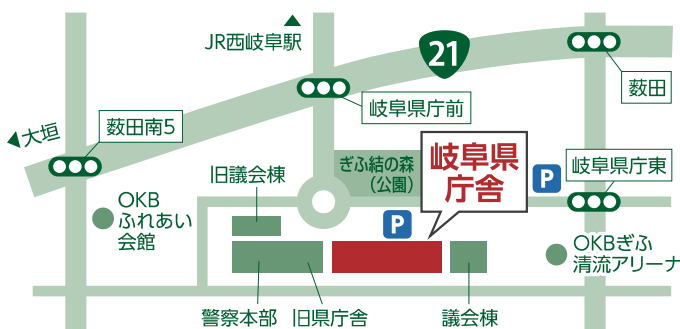 JR西岐阜駅
21
薮田
岐阜県庁前
薮田南5
大垣
岐阜県
庁舎
ぎふ結の森
（公園）
P
岐阜県庁東
旧議会棟
OKB
ふれあい
会館
P
OKBぎふ
清流アリーナ
警察本部
旧県庁舎
議会棟